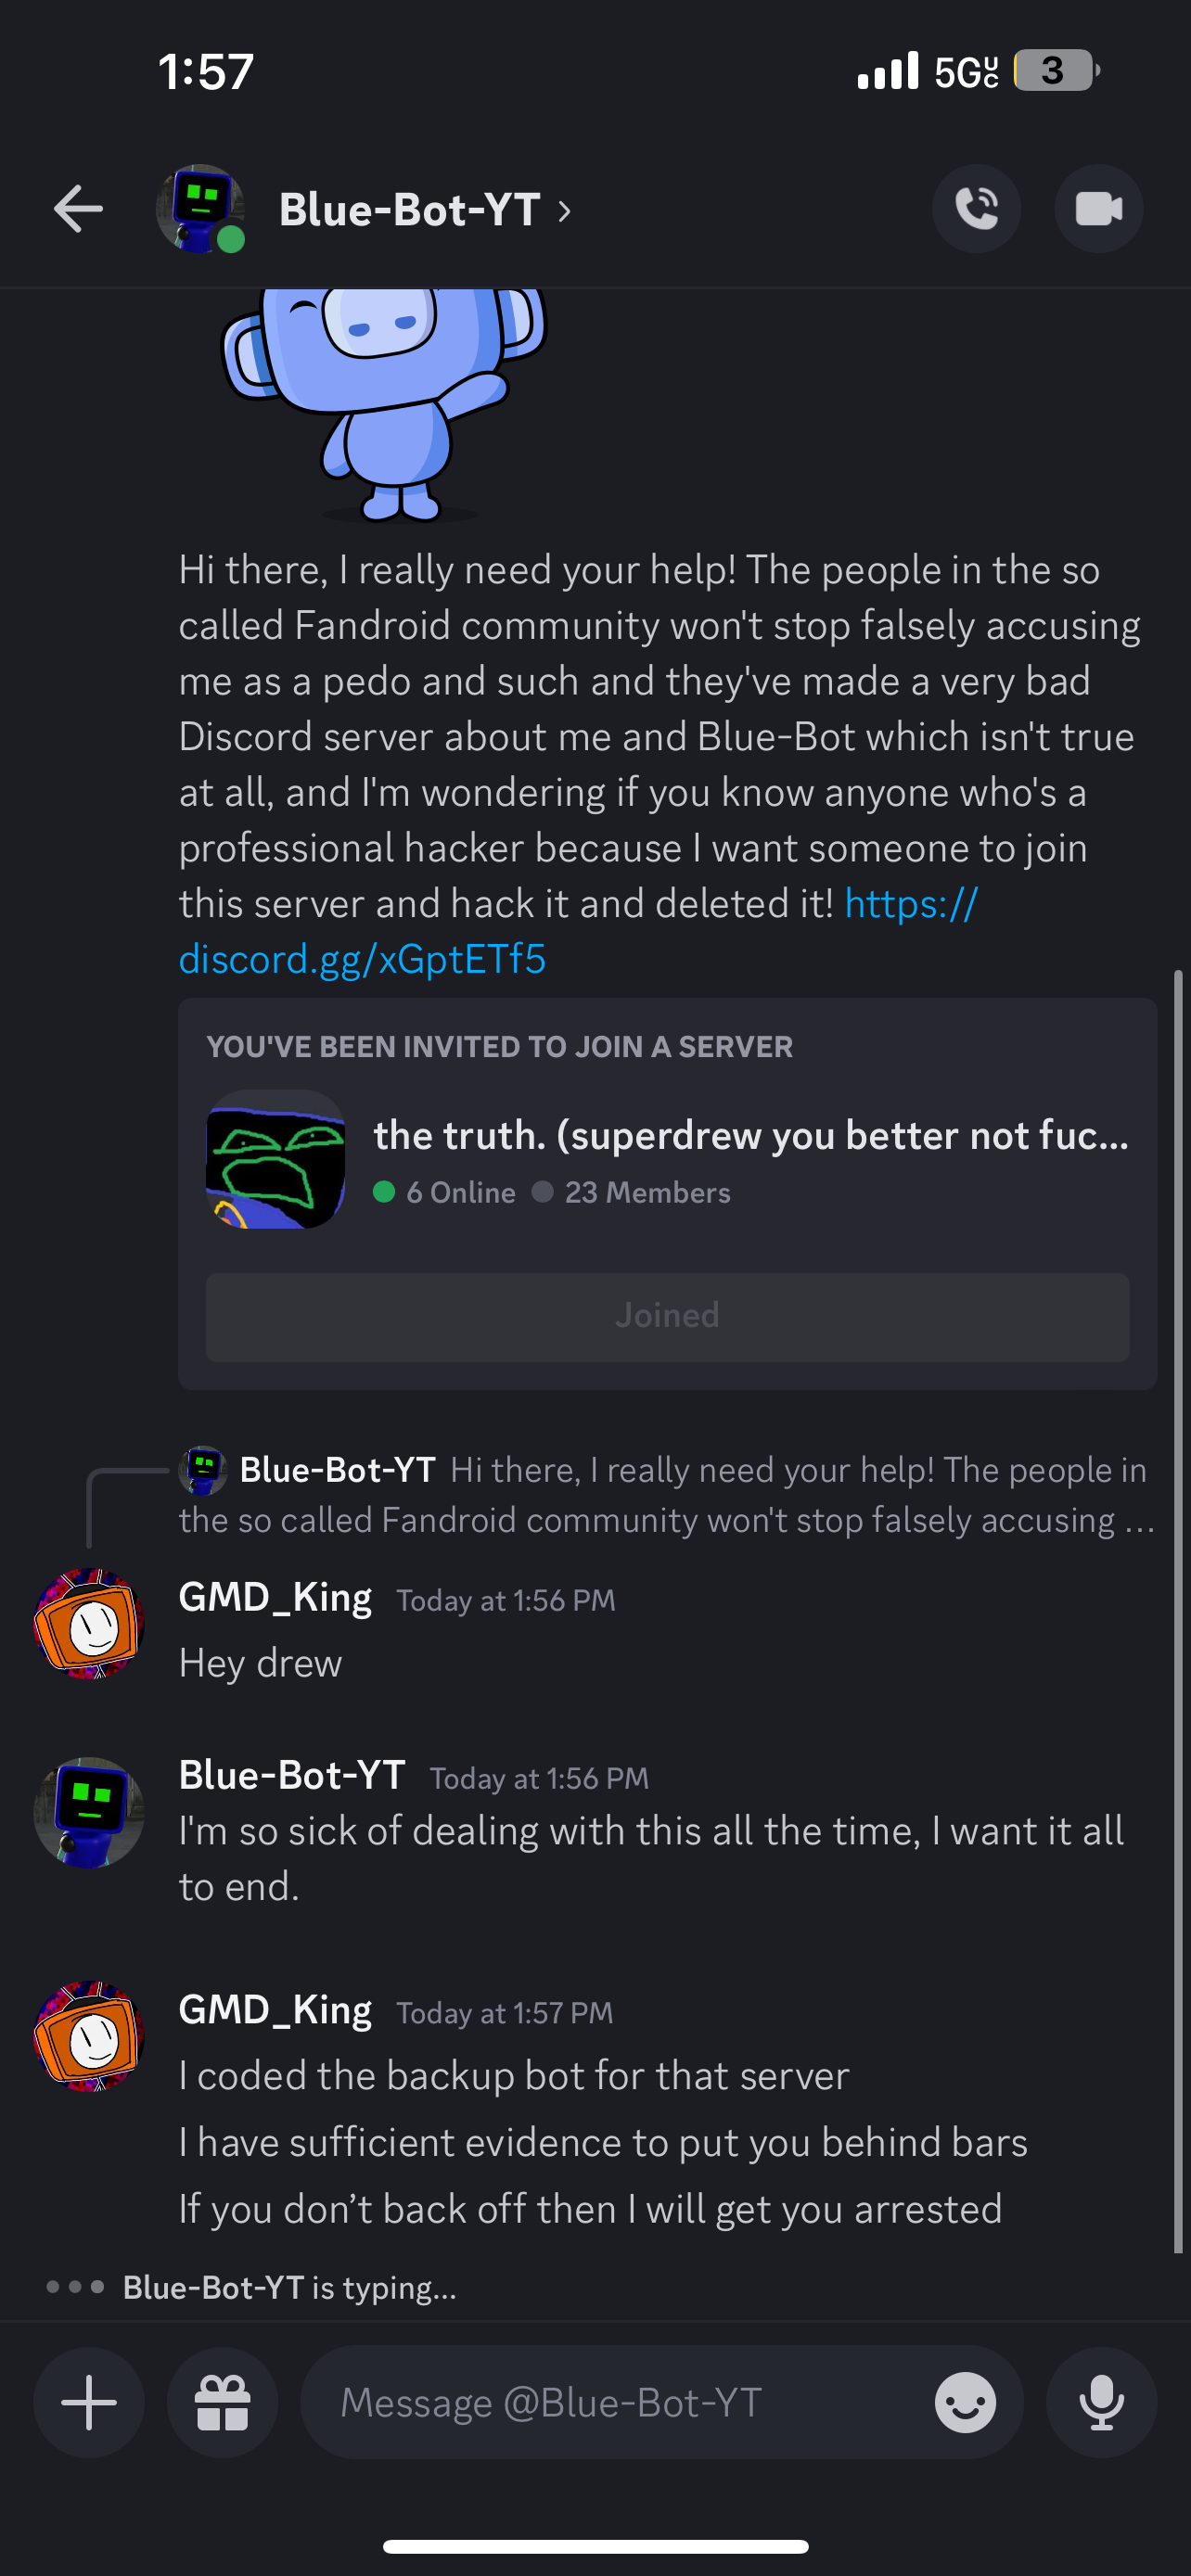 1:57
5GUC
3
Blue-Bot-YT ›
Hi there, I really need your help! The people in the so
called Fandroid community won't stop falsely accusing
me as a pedo and such and they've made a very bad
Discord server about me and Blue-Bot which isn't true
at all, and I'm wondering if you know anyone who's a
professional hacker because I want someone to join
this server and hack it and deleted it! https://
discord.gg/xGptETf5
YOU'VE BEEN INVITED TO JOIN A SERVER
the truth. (superdrew you better not fuc...
6 Online 23 Members
Joined
Blue-Bot-YT Hi there, I really need your help! The people in
the so called Fandroid community won't stop falsely accusing ...
GMD_King Today at 1:56 PM
Hey drew
Blue-Bot-YT Today at 1:56 PM
I'm so sick of dealing with this all the time, I want it all
to end.
GMD_King Today at 1:57 PM
I coded the backup bot for that server
I have sufficient evidence to put you behind bars
If you don’t back off then I will get you arrested
Blue-Bot-YT is typing...
Message @Blue-Bot-YT